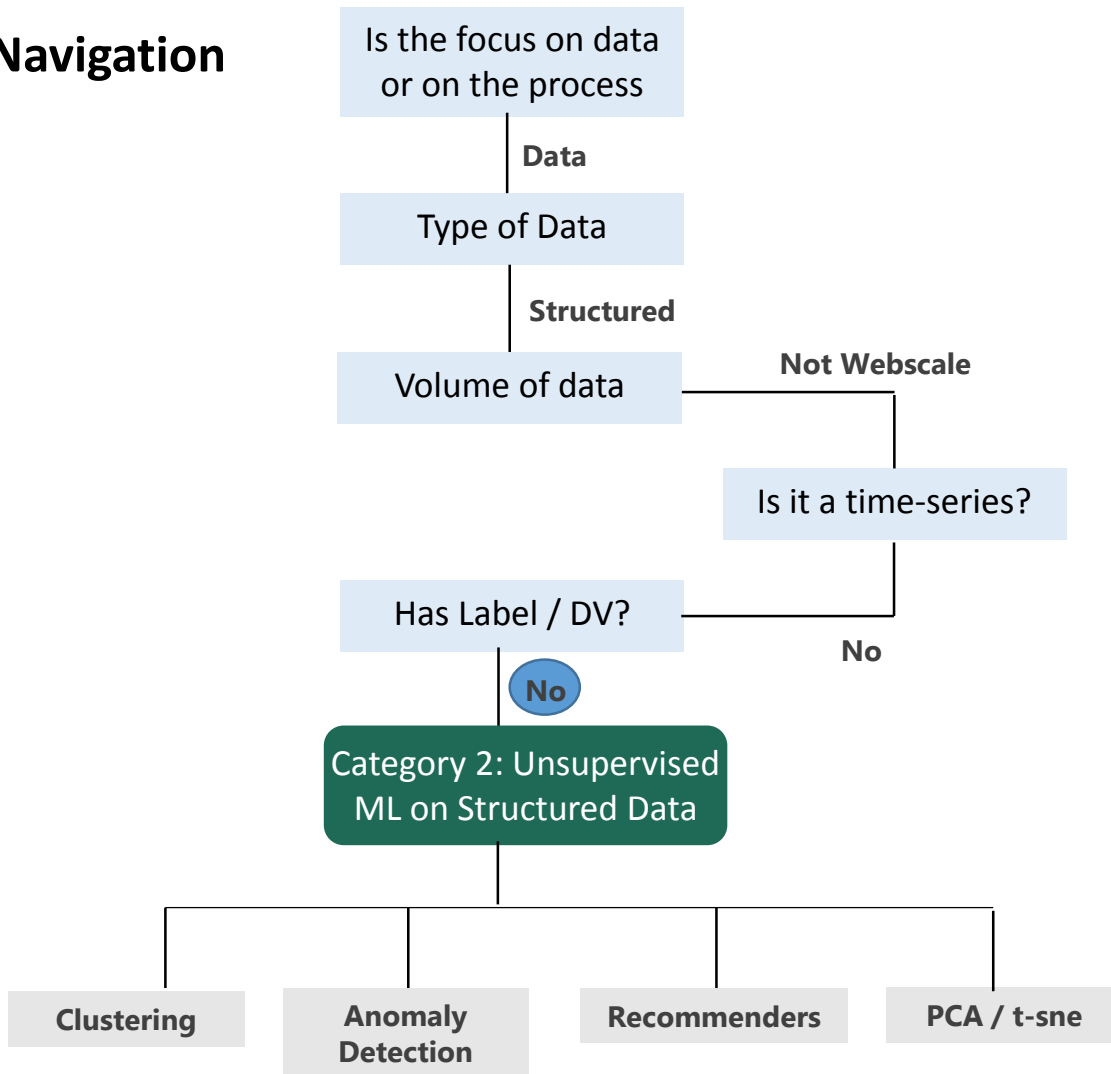 Navigation
Is the focus on data
or on the process
Data
Type of Data
Structured
Not Webscale
Volume of data
Is it a time-series?
Has Label / DV?
No
No
Category 2: Unsupervised
ML on Structured Data
Clustering
Anomaly
Detection
Recommenders
PCA / t-sne